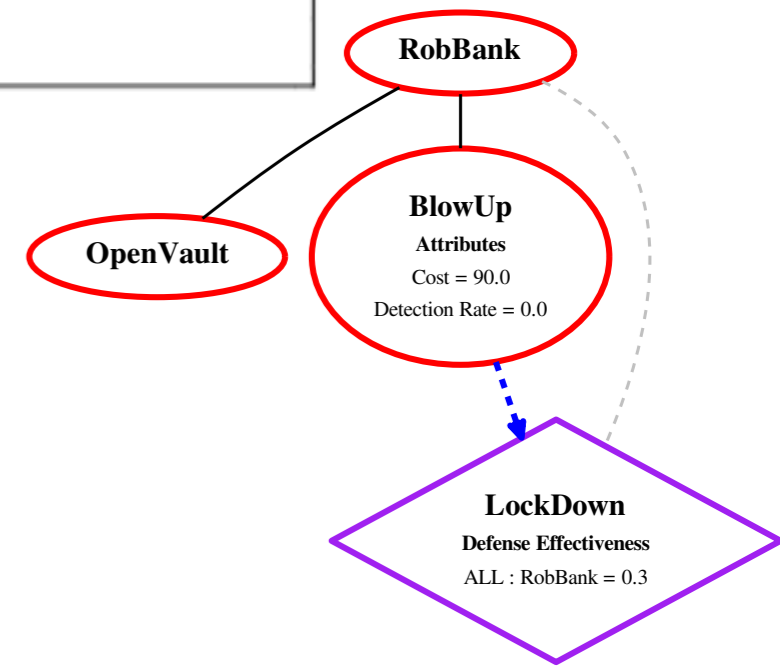 RobBank
OpenVault
BlowUp
Attributes
Cost = 90.0
Detection Rate = 0.0
LockDown
Defense Effectiveness
ALL : RobBank = 0.3